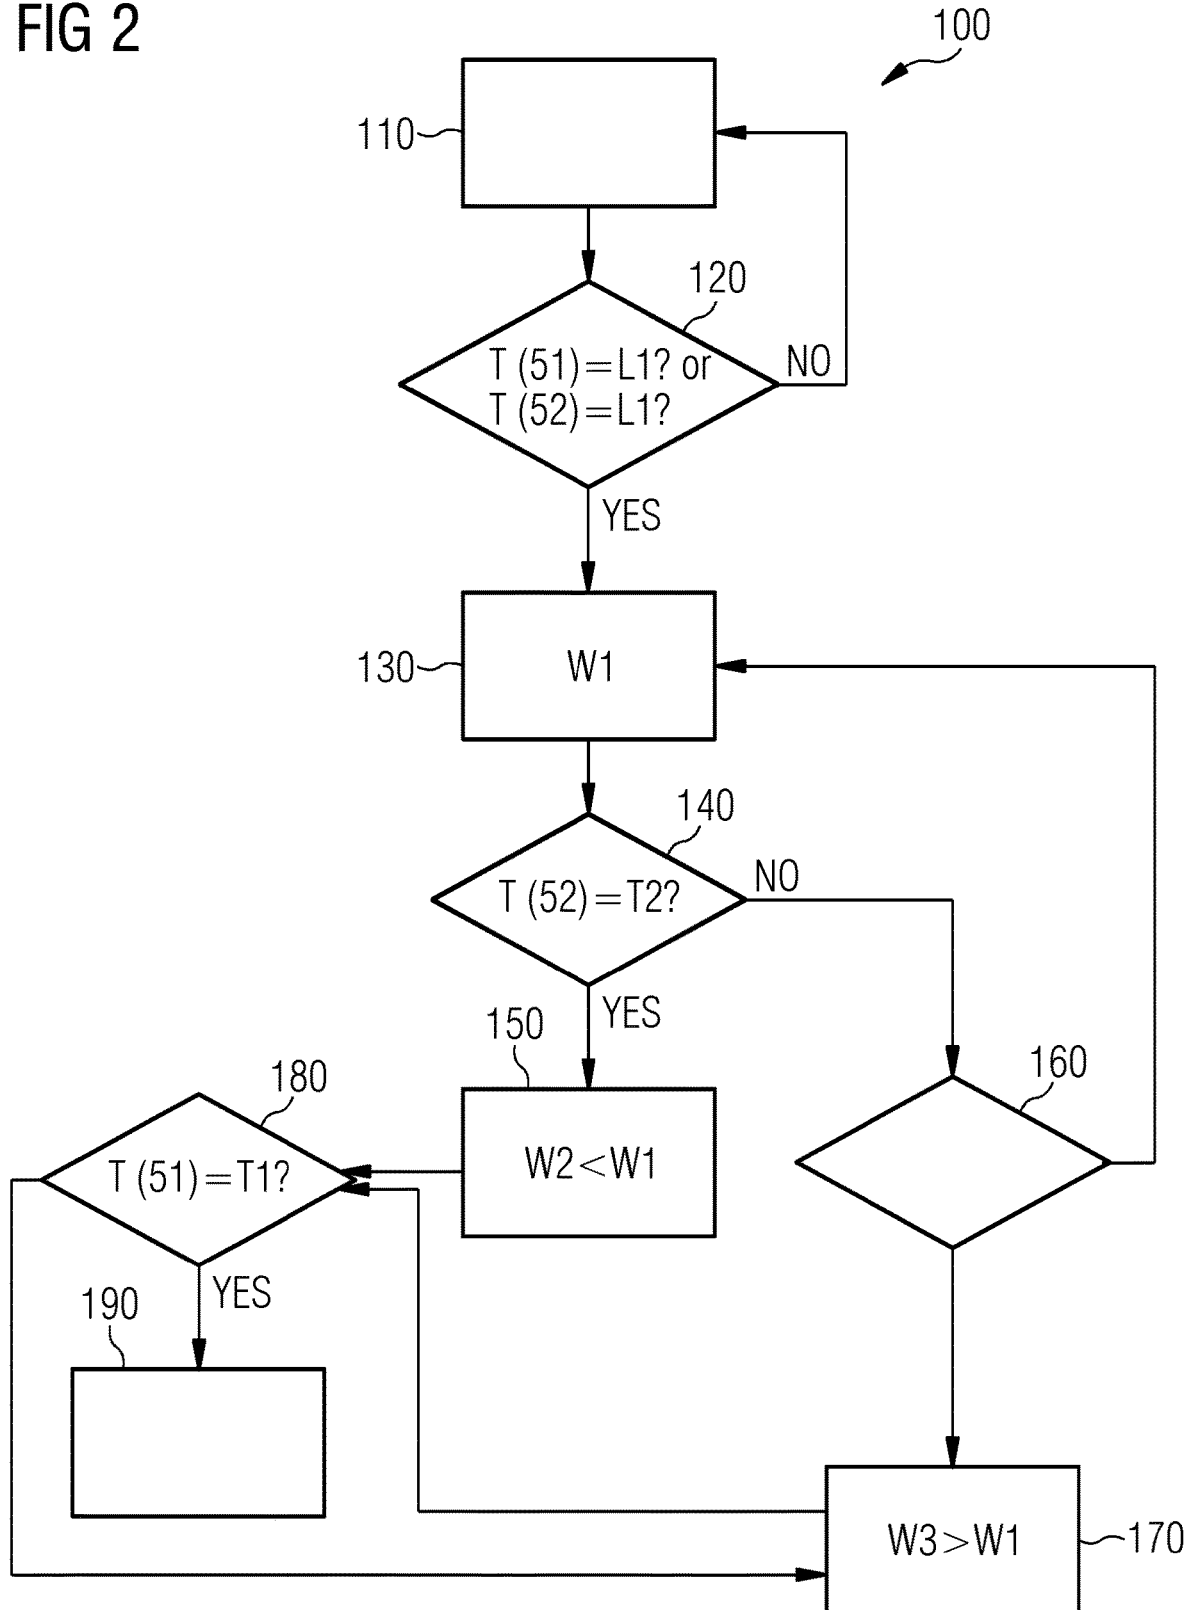 FIG 2
100
110
120
T (51)=L1? or
T (52)=L1?
NO
YES
130
W1
140
T (52)=T2?
NO
YES
150
W2<W1
160
180
T (51)=T1?
YES
190
W3>W1
170